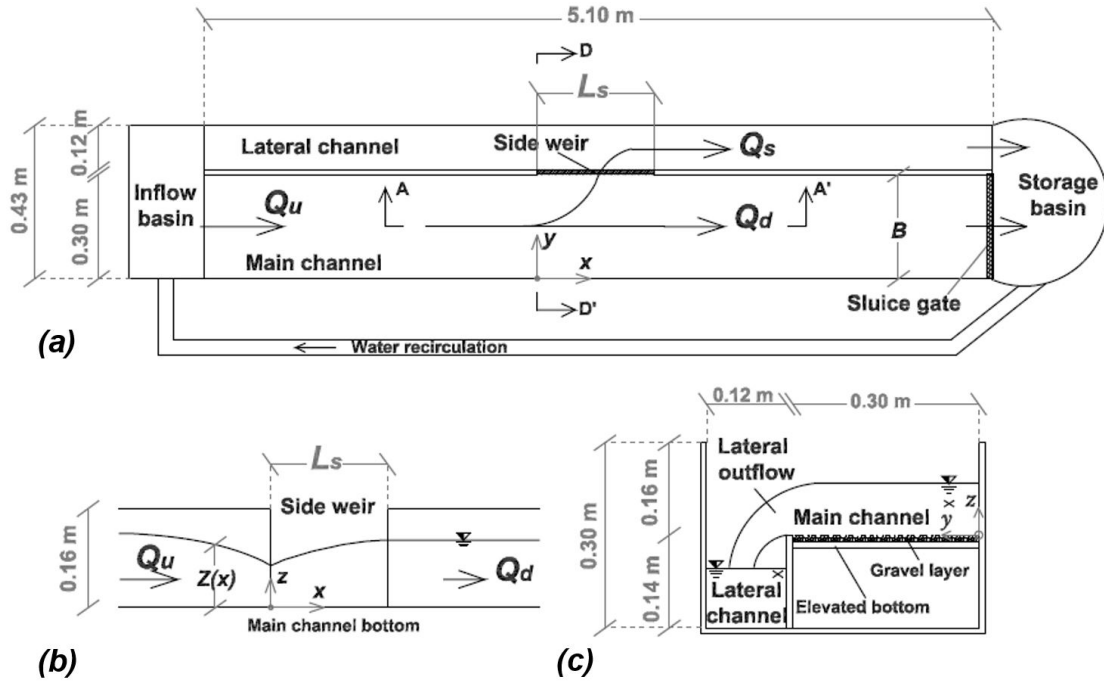 5.10 m
D
Ls
0.43 m
0.12 m
0.30 m
Lateral channel
Side weir
Qs
Inflow
basin
Qu
A
A'
Qd
B
Storage
basin
y
x
Main channel
Sluice gate
D'
(a)
Water recirculation
Ls
Side weir
0.16 m
Qu
Z(x)
z
x
Qd
Main channel bottom
(b)
0.12 m
0.30 m
0.30 m
0.16 m
0.14 m
Lateral
outflow
Main channel
x
y
z
x
Gravel layer
Lateral
channel
Elevated bottom
(c)